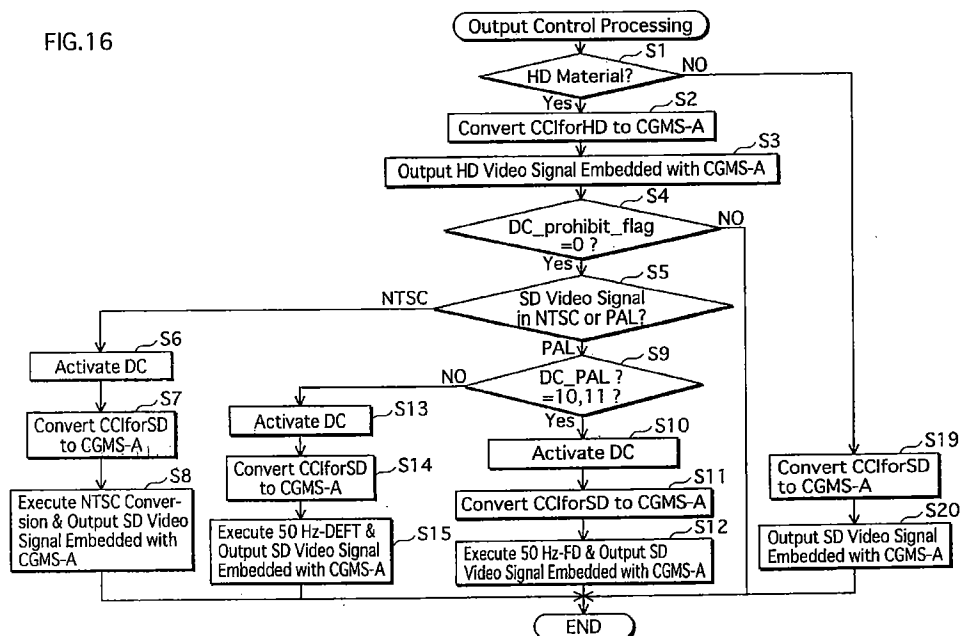 FIG.16
Output Control Processing
S1
HD Material?
NO
Yes
S2
Convert CCIforHD to CGMS-A
S3
Output HD Video Signal Embedded with CGMS-A
S4
DC_prohibit_flag
=0 ?
NO
Yes
S5
SD Video Signal
in NTSC or PAL?
NTSC
PAL
S6
Activate DC
S7
Convert CCIforSD
to CGMS-A
S8
Execute NTSC Conver-
sion & Output SD Video
Signal Embedded with
CGMS-A
S9
DC_PAL ?
=10,11 ?
NO
Yes
S13
Activate DC
S14
Convert CCIforSD
to CGMS-A
S15
Execute 50 Hz-DEFT &
Output SD Video Signal
Embedded with CGMS-A
S10
Activate DC
S11
Convert CCIforSD to CGMS-A
S12
Execute 50 Hz-FD & Output SD
Video Signal Embedded with CGMS-A
S19
Convert CCIforSD
to CGMS-A
S20
Output SD Video Signal
Embedded with CGMS-A
END